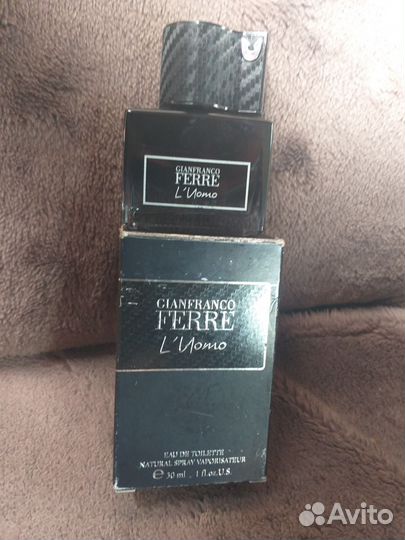 GIANFRANCO
FERRE
L'Uomo
GIANFRANCO
FERRE
L'Uomo
EAU DE TOILETTE
NATURAL SPRAY VAPORISATEUR
℮ 30 ml . 1 fl.oz.U.S.
Avito